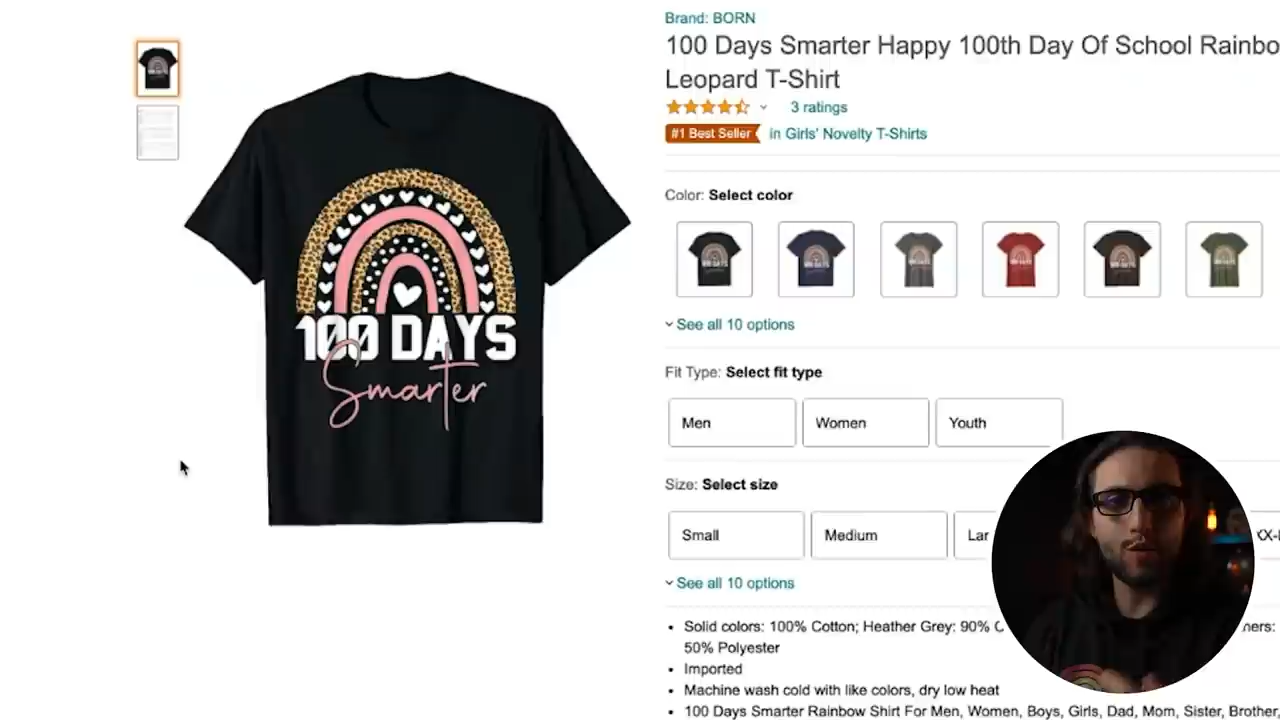 Brand: BORN
100 Days Smarter Happy 100th Day Of School Rainbo
Leopard T-Shirt
3 ratings
#1 Best Seller in Girls' Novelty T-Shirts
100 DAYS
Smarter
Color: Select color
See all 10 options
Fit Type: Select fit type
Men Women Youth
Size: Select size
Small Medium Lar XX-
See all 10 options
Solid colors: 100% Cotton; Heather Grey: 90% C
50% Polyester
Imported
Machine wash cold with like colors, dry low heat
100 Days Smarter Rainbow Shirt For Men, Women, Boys, Girls, Dad, Mom, Sister, Brother,